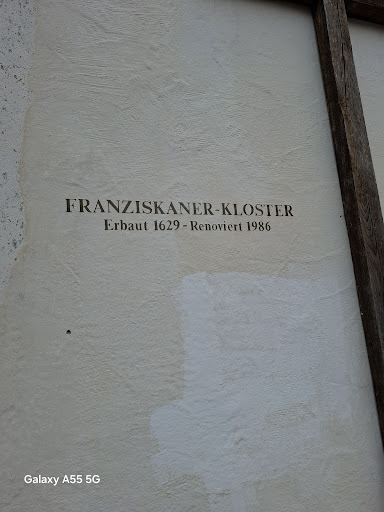 FRANZISKANER-KLOSTER
Erbaut 1629 - Renoviert 1986
Galaxy A55 5G